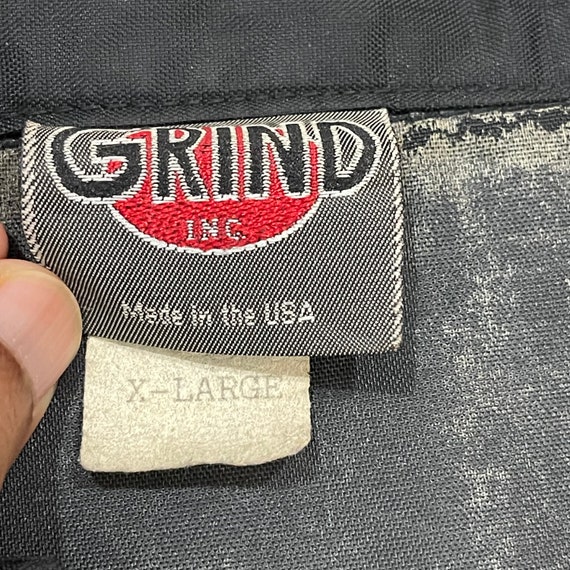 GRIND
INC
Made in the USA
X-LARGE